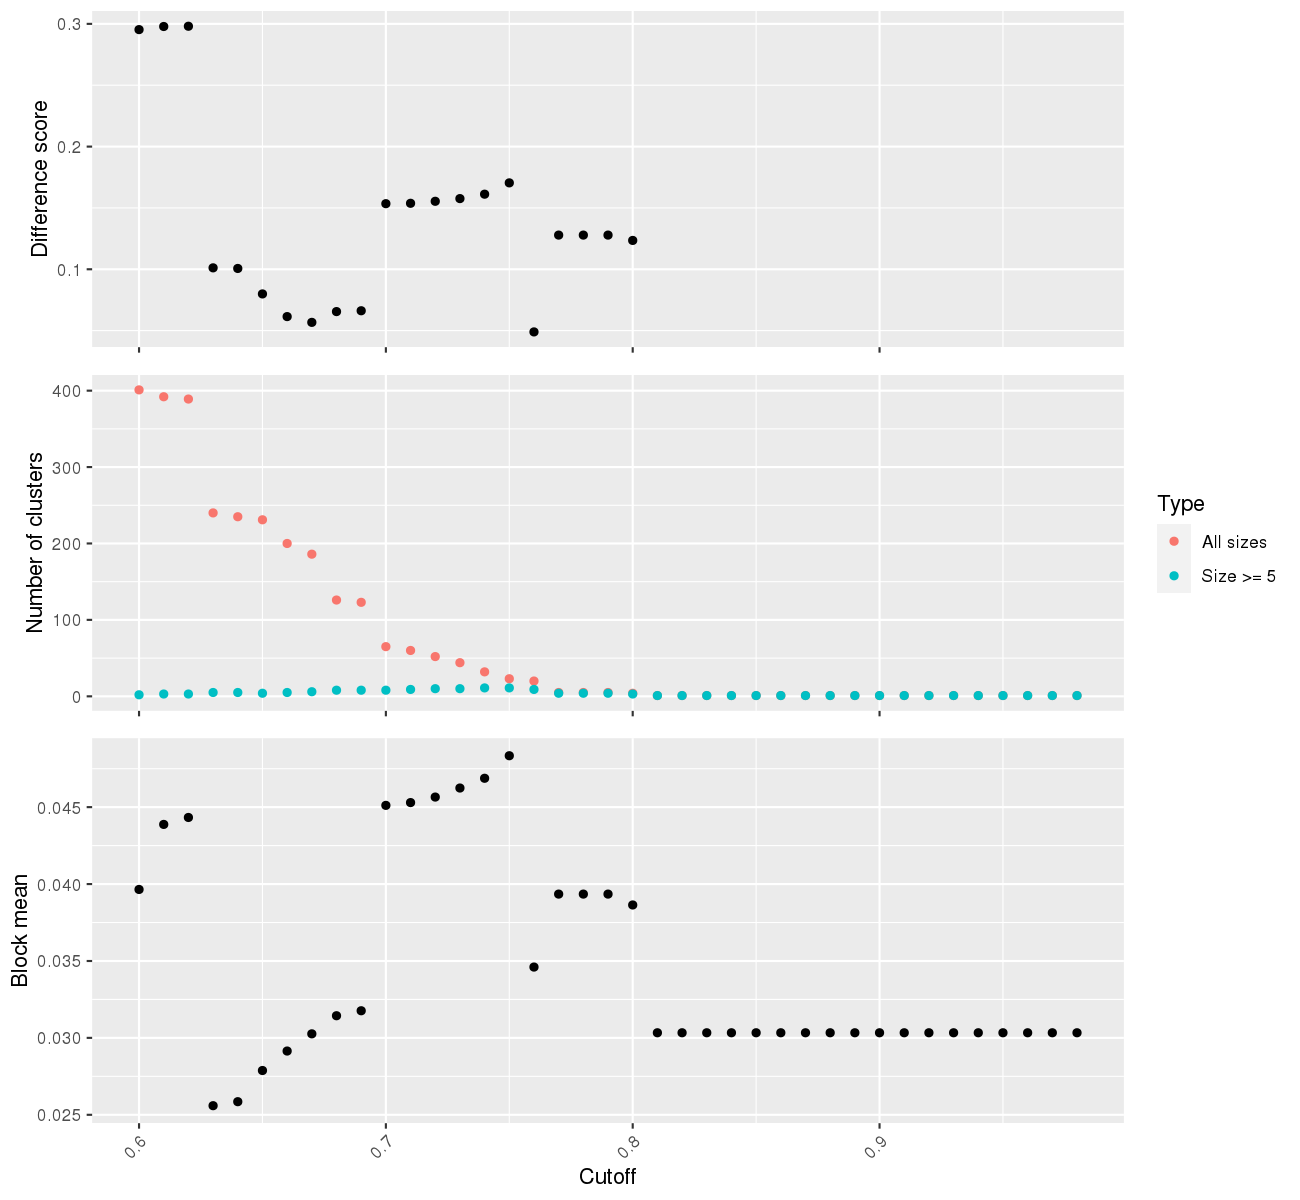 0.3
0.2
0.1
Difference score
400
300
200
100
0
Number of clusters
Type
All sizes
Size >= 5
0.045
0.040
0.035
0.030
0.025
Block mean
0.6
0.7
0.8
0.9
Cutoff